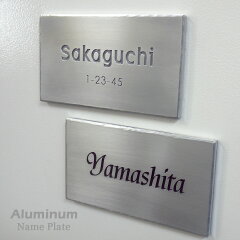 Sakaguchi
1-23-45
Yamashita
Aluminum
Name Plate